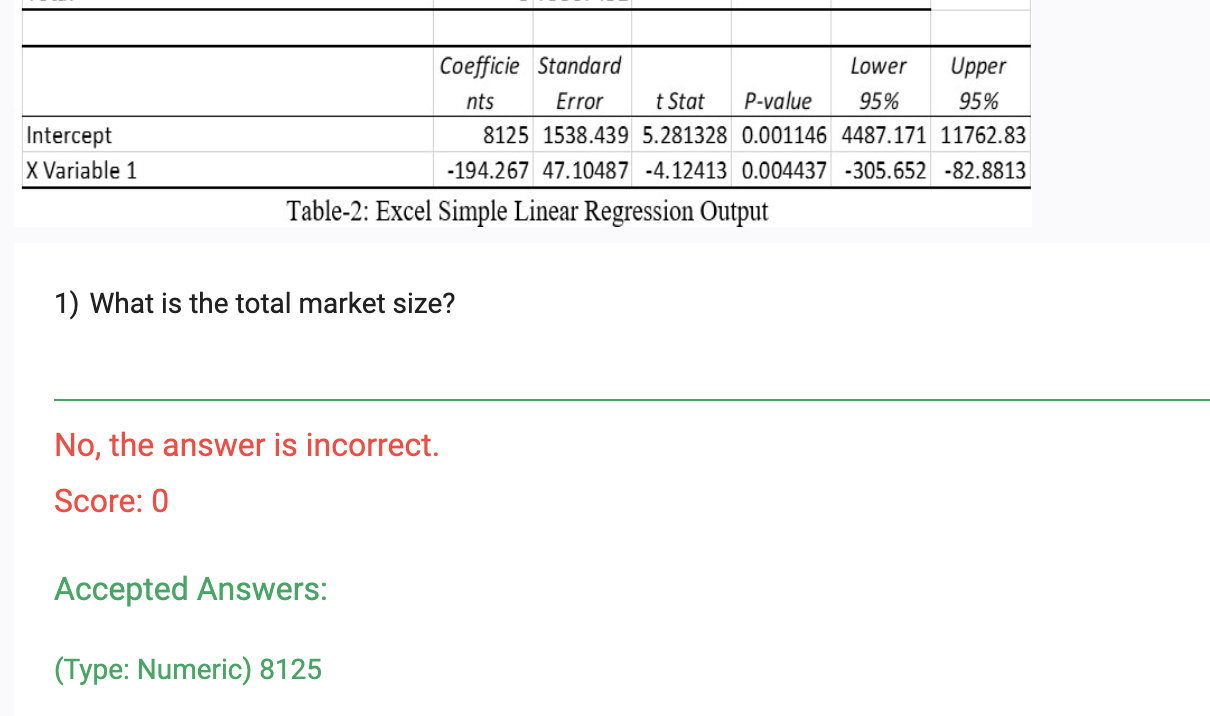 Coefficie Standard Lower Upper
nts Error t Stat P-value 95% 95%
Intercept 8125 1538.439 5.281328 0.001146 4487.171 11762.83
X Variable 1 -194.267 47.10487 -4.12413 0.004437 -305.652 -82.8813
Table-2: Excel Simple Linear Regression Output
1) What is the total market size?
No, the answer is incorrect.
Score: 0
Accepted Answers:
(Type: Numeric) 8125